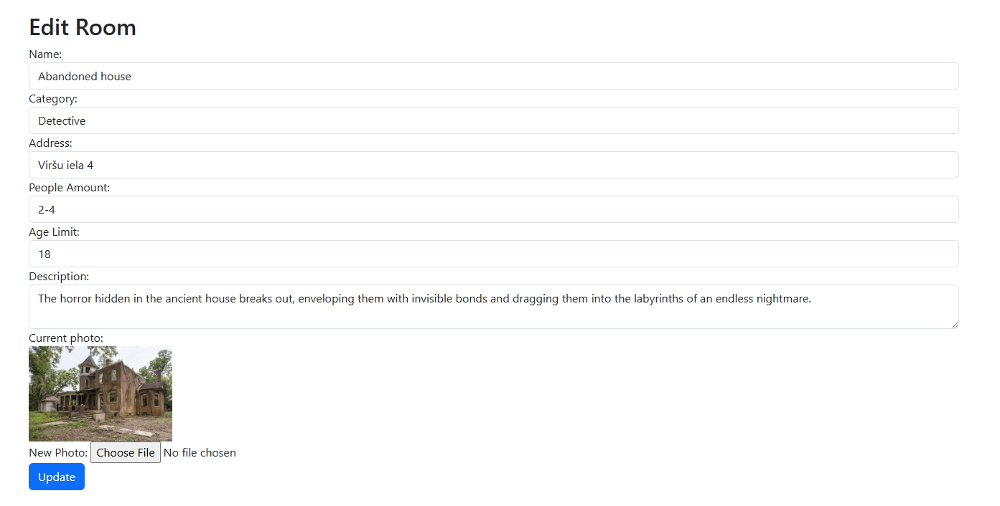 Edit Room
Name:
Abandoned house
Category:
Detective
Address:
Viršu iela 4
People Amount:
2-4
Age Limit:
18
Description:
The horror hidden in the ancient house breaks out, enveloping them with invisible bonds and dragging them into the labyrinths of an endless nightmare.
Current photo:
New Photo: Choose File No file chosen
Update